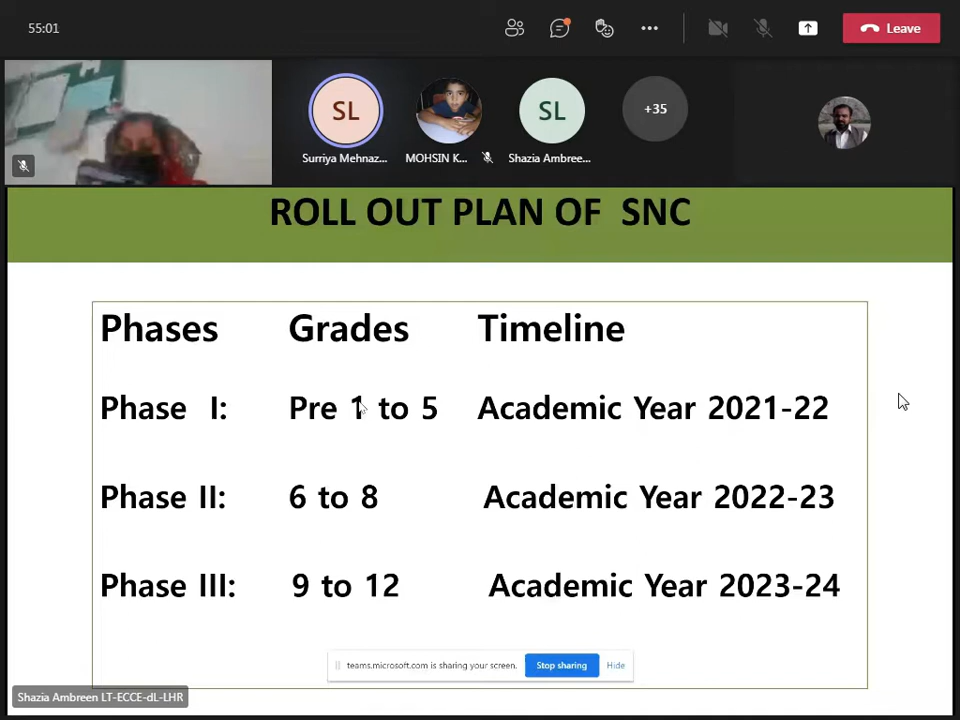 55:01
Leave
SL
SL
+35
Surriya Mehnaz...
MOHSIN K...
Shazia Ambree...
ROLL OUT PLAN OF SNC
Phases Grades Timeline
Phase I: Pre 1 to 5 Academic Year 2021-22
Phase II: 6 to 8 Academic Year 2022-23
Phase III: 9 to 12 Academic Year 2023-24
teams.microsoft.com is sharing your screen. Stop sharing Hide
Shazia Ambreen LT-ECCE-dL-LHR